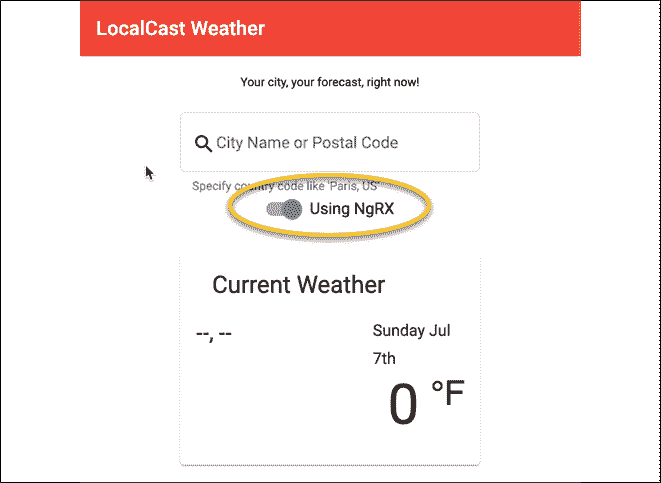 LocalCast Weather
Your city, your forecast, right now!
City Name or Postal Code
Specify country code like 'Paris, US'
Using NgRX
Current Weather
--, --
Sunday Jul
7th
0 °F